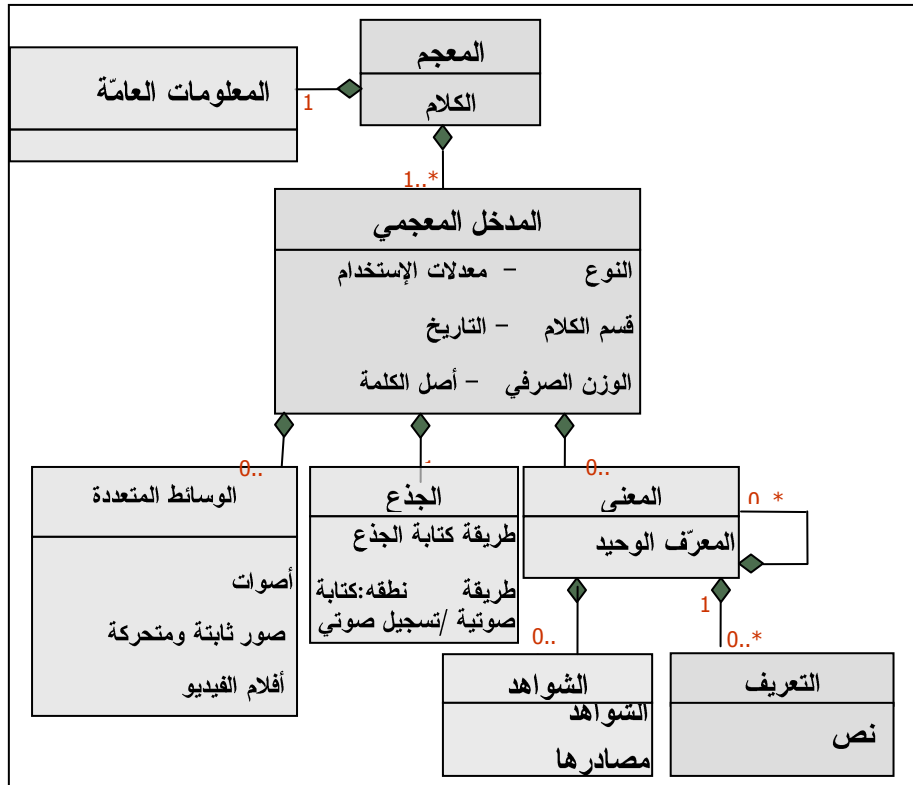 المعجم
الكلام
المعلومات العامّة
1
1..*
المدخل المعجمي
النوع – معدلات الإستخدام
قسم الكلام – التاريخ
الوزن الصرفي – أصل الكلمة
0..
0..
الوسائط المتعددة
أصوات
صور ثابتة ومتحركة
أفلام الفيديو
الجذع
طريقة كتابة الجذع
طريقة نطقه:كتابة
صوتية /تسجيل صوتي
المعنى
المعرّف الوحيد
0..*
1
0..
0..*
الشواهد
الشواهد
مصادرها
التعريف
نص